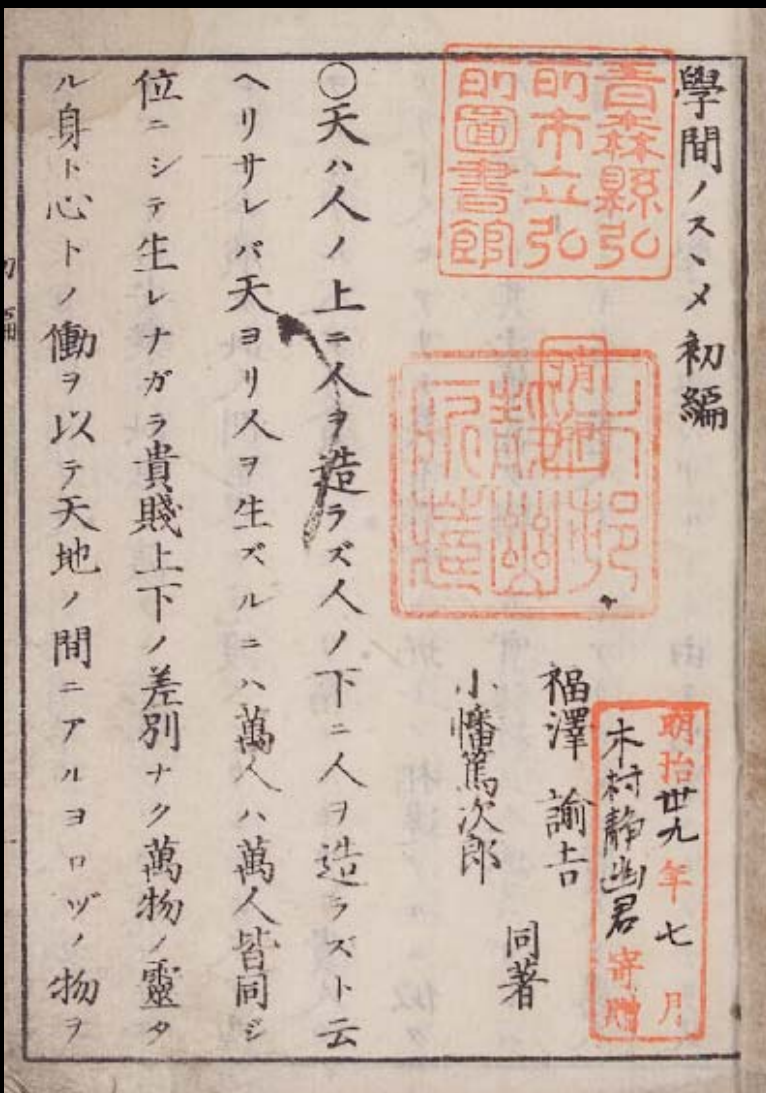 學問ノスヽメ 初編
青森縣弘
前市立弘
前圖書館
明治卅九年七月
木村靜幽君寄贈
福澤諭吉
小幡篤次郎
同著
○天ハ人ノ上ニ人ヲ造ラズ人ノ下ニ人ヲ造ラズト云
ヘリサレバ天ヨリ人ヲ生ズルニハ萬人ハ萬人皆同ジ
位ニシテ生レナガラ貴賤上下ノ差別ナク萬物ノ靈タ
ル身ト心トノ働ヲ以テ天地ノ間ニアルヨロヅノ物ヲ